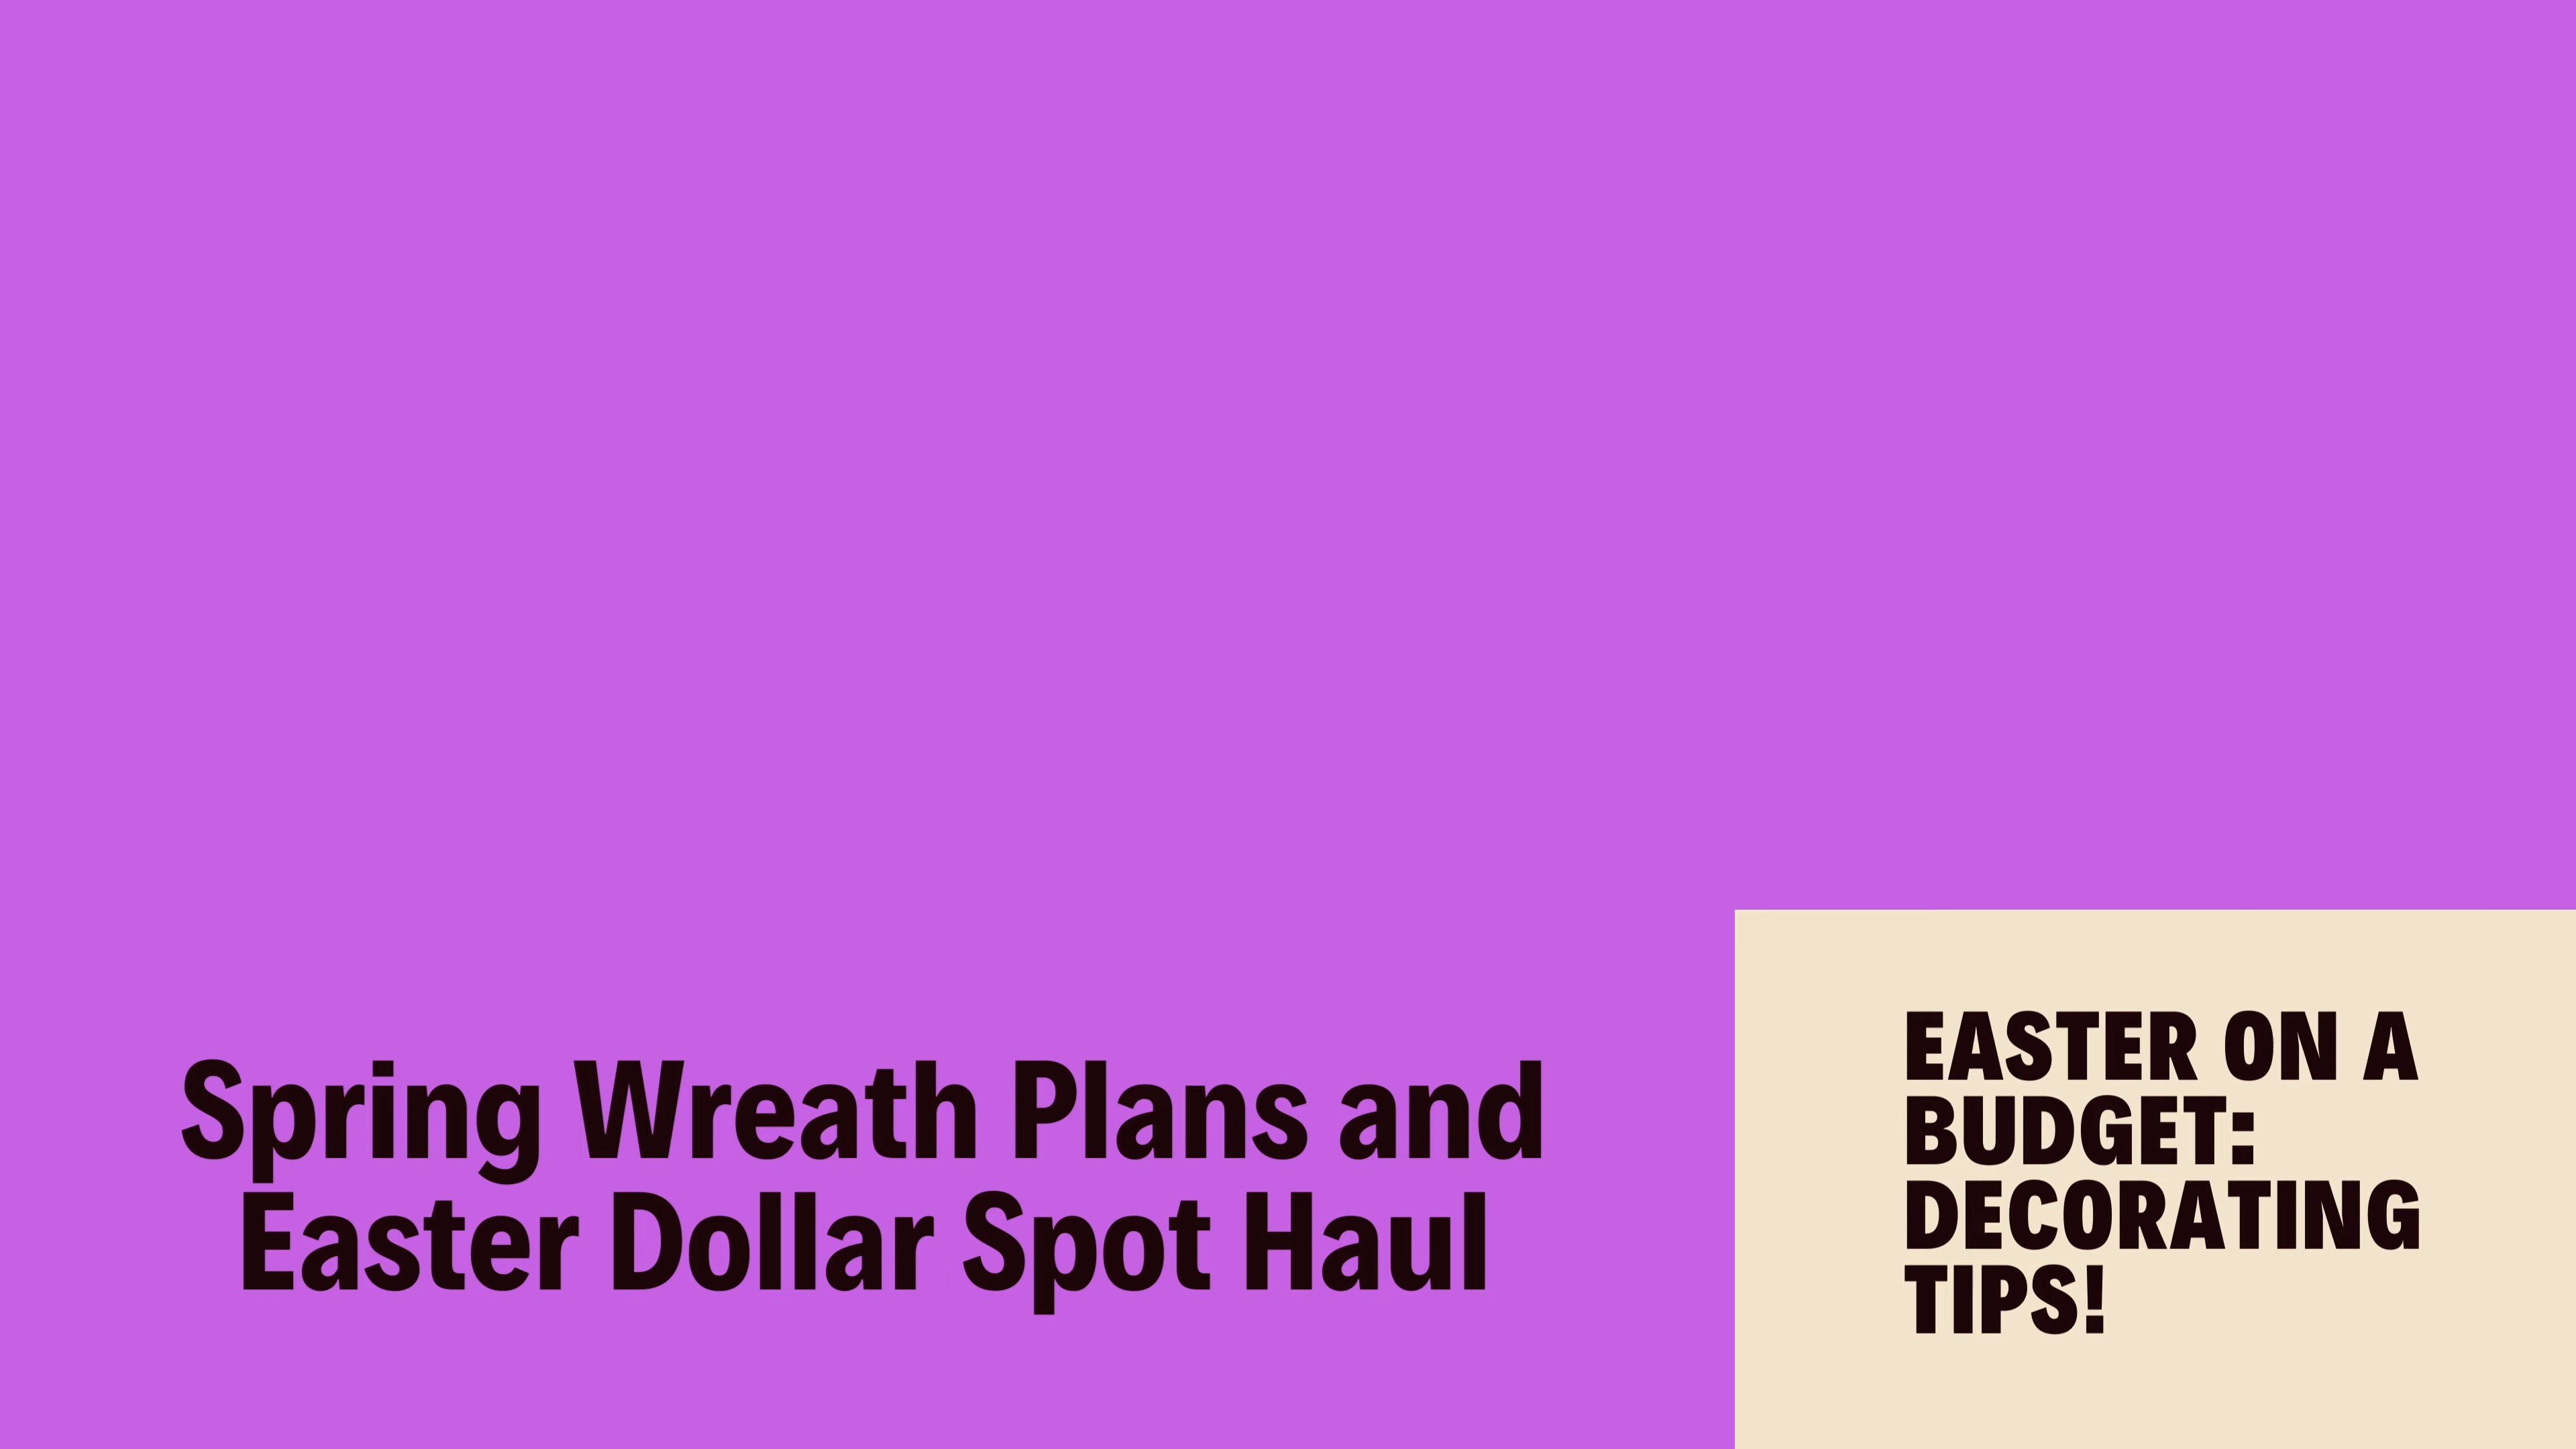 Spring Wreath Plans and
Easter Dollar Spot Haul
EASTER ON A
BUDGET:
DECORATING
TIPS!